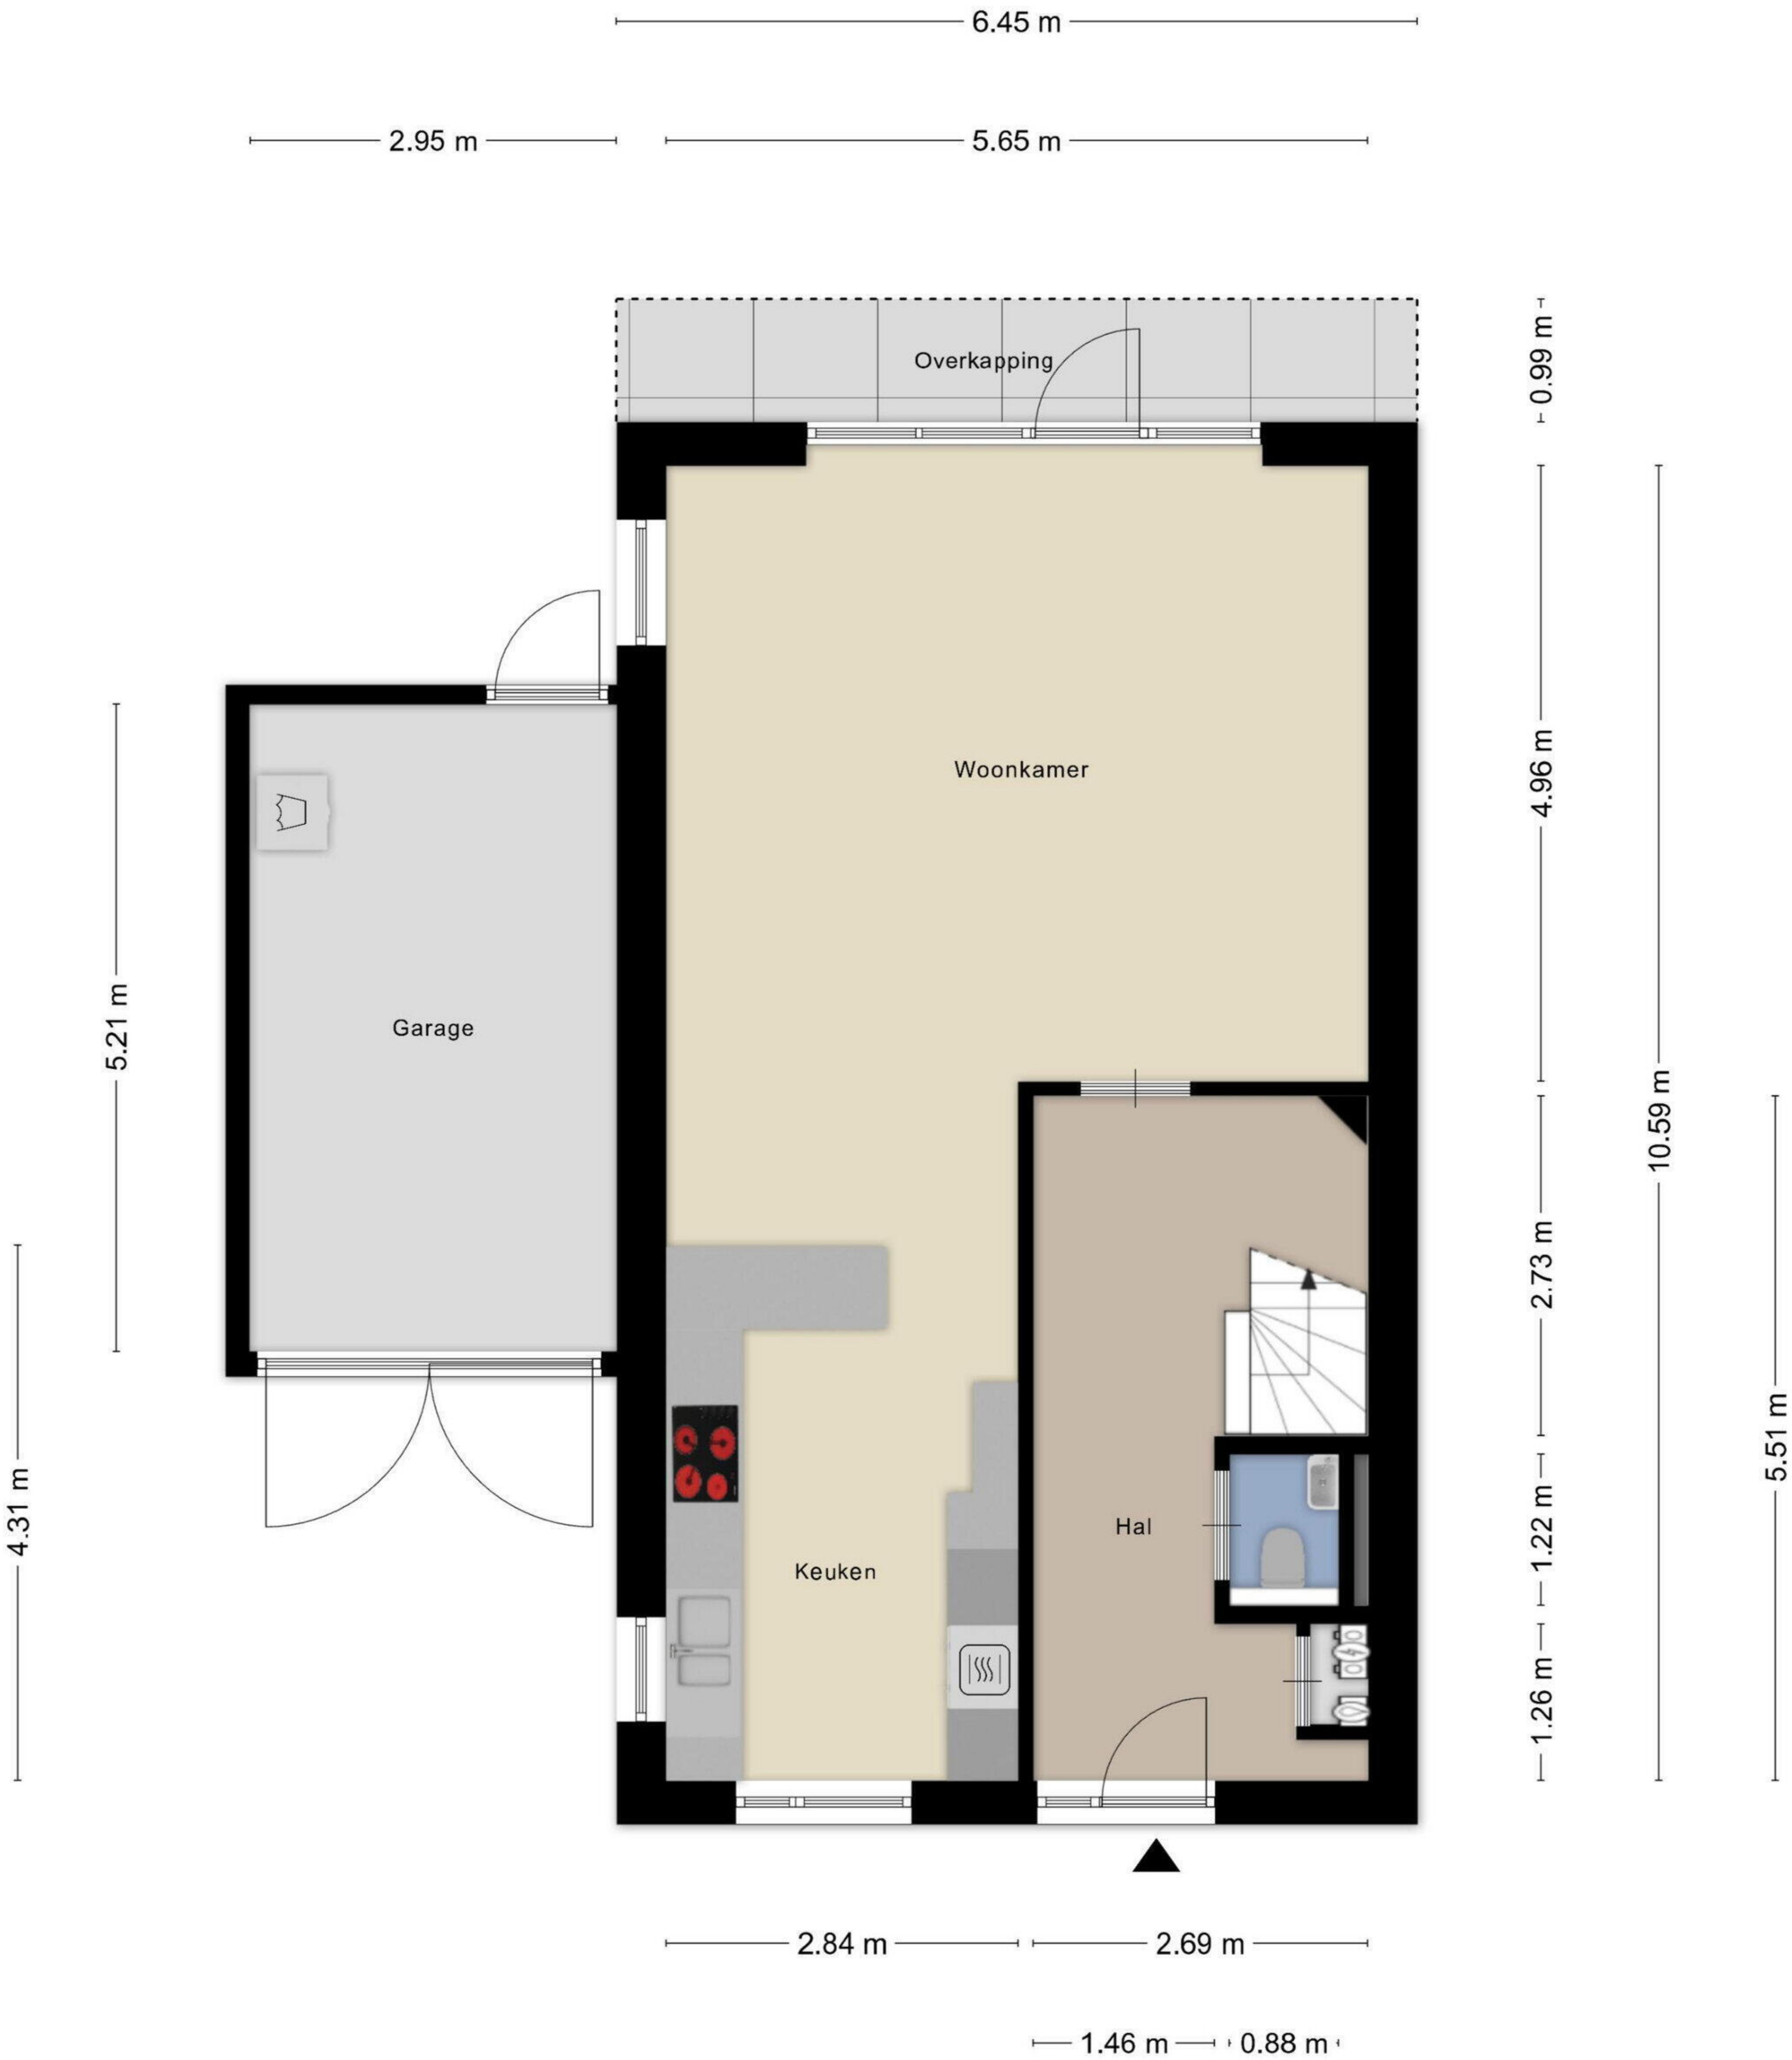 6.45 m
2.95 m
5.65 m
0.99 m
Overkapping
4.96 m
Woonkamer
5.21 m
Garage
10.59 m
2.73 m
5.51 m
4.31 m
1.22 m
Hal
Keuken
1.26 m
2.84 m
2.69 m
1.46 m
0.88 m